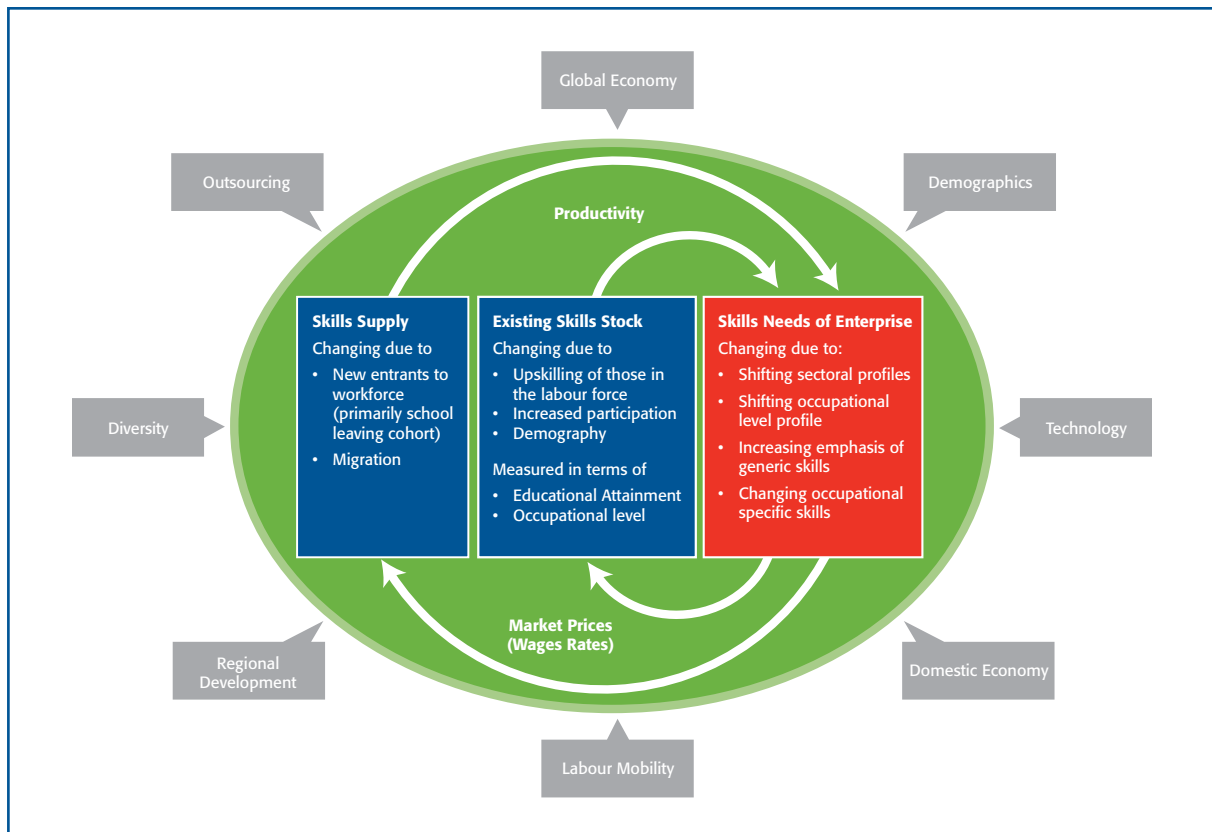 Global Economy
Outsourcing
Demographics
Productivity
Skills Supply
Changing due to
• New entrants to
workforce
(primarily school
leaving cohort)
• Migration
Existing Skills Stock
Changing due to
• Upskilling of those in
the labour force
• Increased participation
• Demography
Measured in terms of
• Educational Attainment
• Occupational level
Skills Needs of Enterprise
Changing due to:
• Shifting sectoral profiles
• Shifting occupational
level profile
• Increasing emphasis of
generic skills
• Changing occupational
specific skills
Diversity
Technology
Market Prices
(Wages Rates)
Regional
Development
Domestic Economy
Labour Mobility